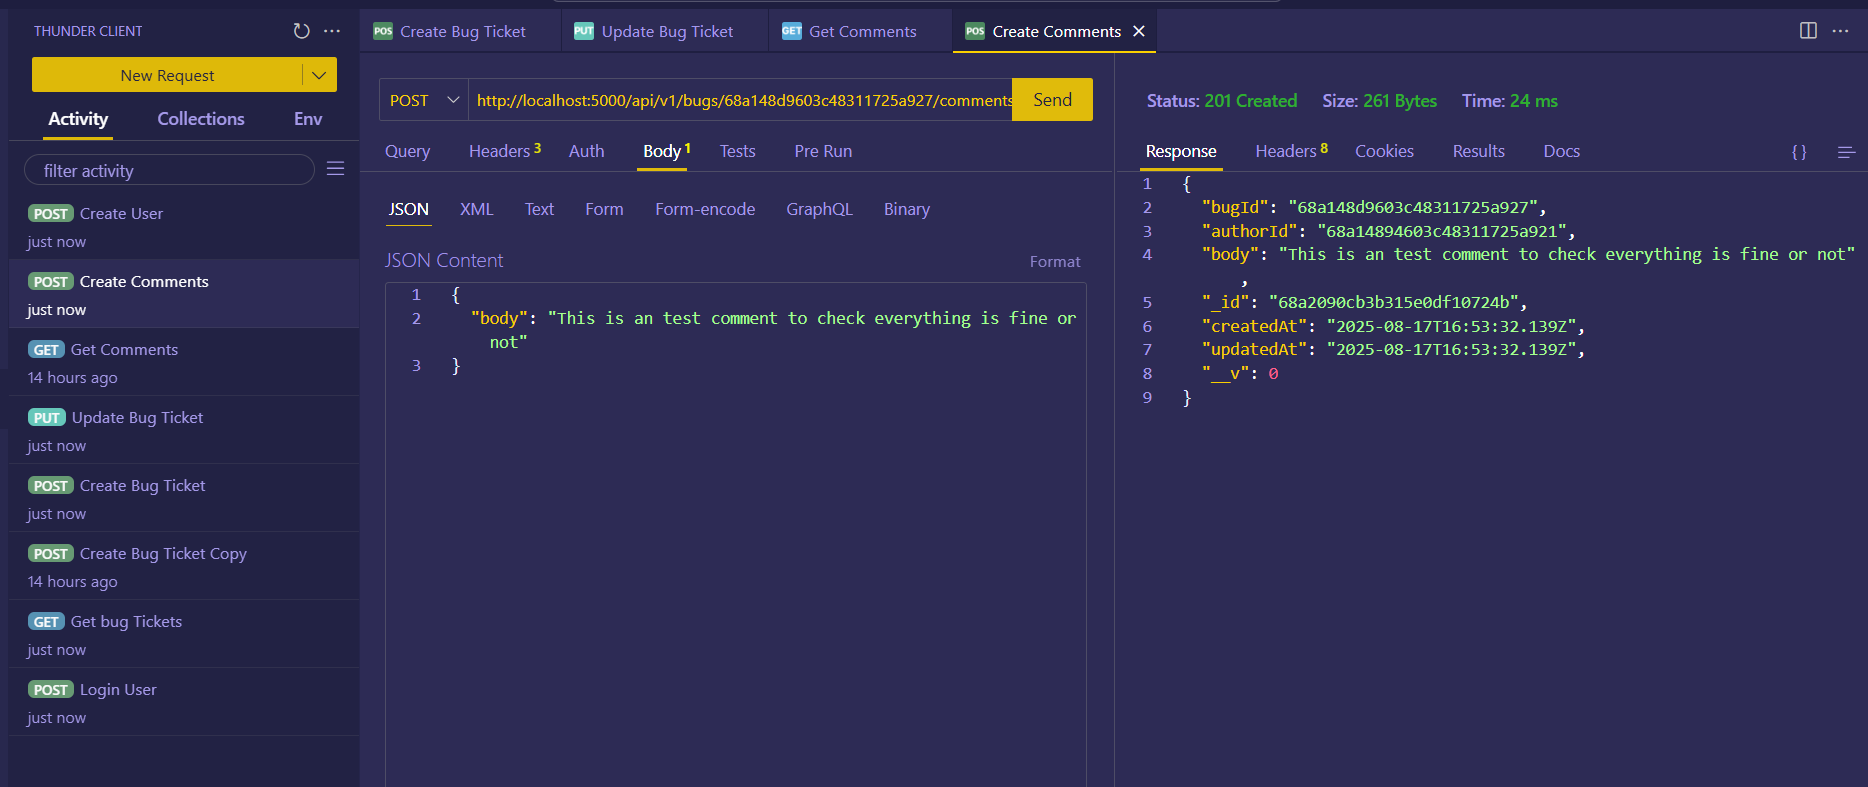 THUNDER CLIENT
New Request
Activity Collections Env
filter activity
POST Create User
just now
POST Create Comments
just now
GET Get Comments
14 hours ago
PUT Update Bug Ticket
just now
POST Create Bug Ticket
just now
POST Create Bug Ticket Copy
14 hours ago
GET Get bug Tickets
just now
POST Login User
just now
POS Create Bug Ticket PUT Update Bug Ticket GET Get Comments POS Create Comments
POST http://localhost:5000/api/v1/bugs/68a148d9603c48311725a927/comments Send
Query Headers 3 Auth Body 1 Tests Pre Run
JSON XML Text Form Form-encode GraphQL Binary
JSON Content Format
1 {
2 "body": "This is an test comment to check everything is fine or
not"
3 }
Status: 201 Created Size: 261 Bytes Time: 24 ms
Response Headers 8 Cookies Results Docs {}
1 {
2 "bugId": "68a148d9603c48311725a927",
3 "authorId": "68a14894603c48311725a921",
4 "body": "This is an test comment to check everything is fine or not"
,
5 "_id": "68a2090cb3b315e0df10724b",
6 "createdAt": "2025-08-17T16:53:32.139Z",
7 "updatedAt": "2025-08-17T16:53:32.139Z",
8 "__v": 0
9 }